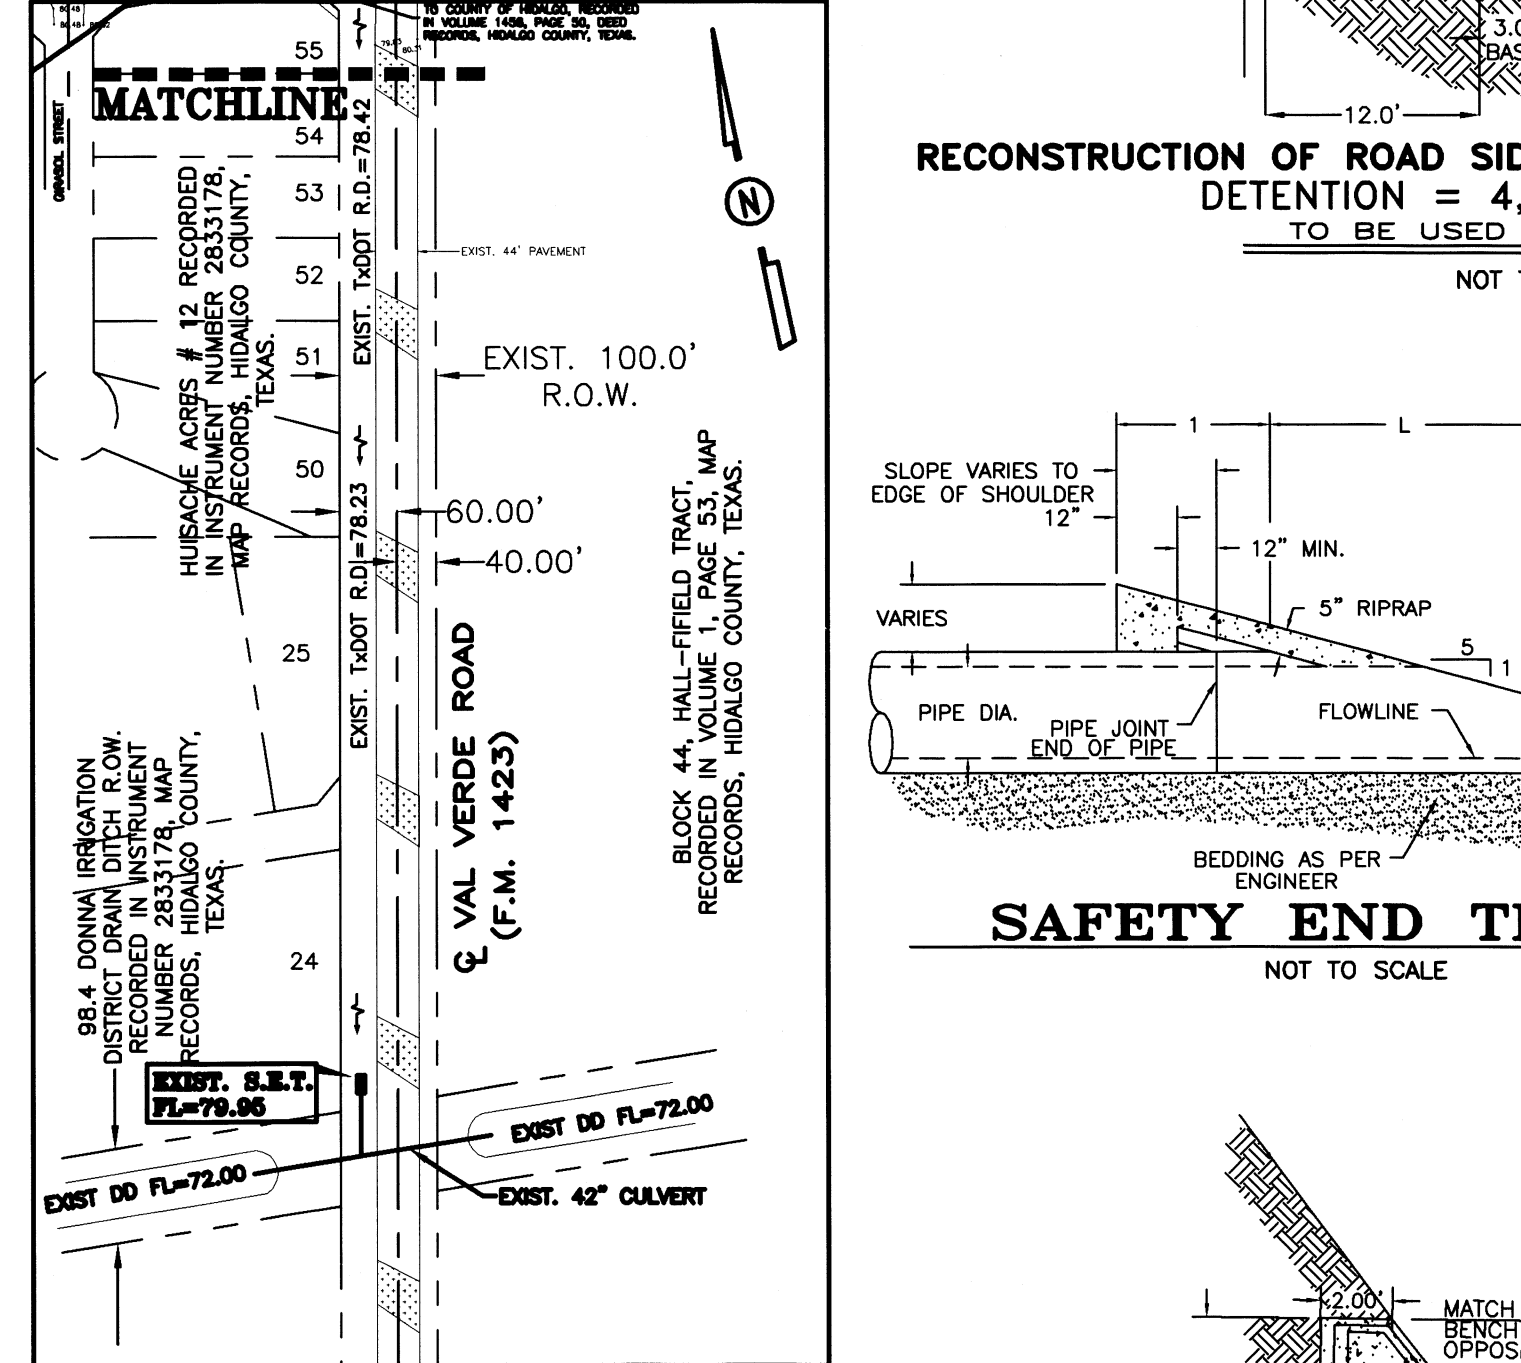 80.48
80.48
TO COUNTY OF HIDALGO, RECORDED
IN VOLUME 1458, PAGE 50, DEED
RECORDS, HIDALGO COUNTY, TEXAS.
55
MATCHLINE
GIRASOL STREET
54
53
52
51
50
25
24
HUISACHE ACRES # 12 RECORDED
IN INSTRUMENT NUMBER 2833178,
MAP RECORDS, HIDALGO COUNTY,
TEXAS.
EXIST. TxDOT R.D.=78.42
EXIST. 44' PAVEMENT
N
EXIST. 100.0'
R.O.W.
60.00'
40.00'
EXIST. TxDOT R.D.=78.23
BLOCK 44, HALL-FIFIELD TRACT,
RECORDED IN VOLUME 1, PAGE 53, MAP
RECORDS, HIDALGO COUNTY, TEXAS.
℄ VAL VERDE ROAD
(F.M. 1423)
98.4 DONNA IRRIGATION
DISTRICT DRAIN DITCH R.OW.
RECORDED IN INSTRUMENT
NUMBER 2833178, MAP
RECORDS, HIDALGO COUNTY,
TEXAS.
EXIST. S.E.T.
FL=79.95
EXIST DD FL=72.00
EXIST DD FL=72.00
EXIST. 42" CULVERT
3.0
BAS
12.0'
RECONSTRUCTION OF ROAD SID
DETENTION = 4,
TO BE USED
NOT
1
L
SLOPE VARIES TO
EDGE OF SHOULDER
12"
12" MIN.
VARIES
5" RIPRAP
5
1
PIPE DIA.
PIPE JOINT
END OF PIPE
FLOWLINE
BEDDING AS PER
ENGINEER
SAFETY END
NOT TO SCALE
2.00'
MATCH
BENCH
OPPOS